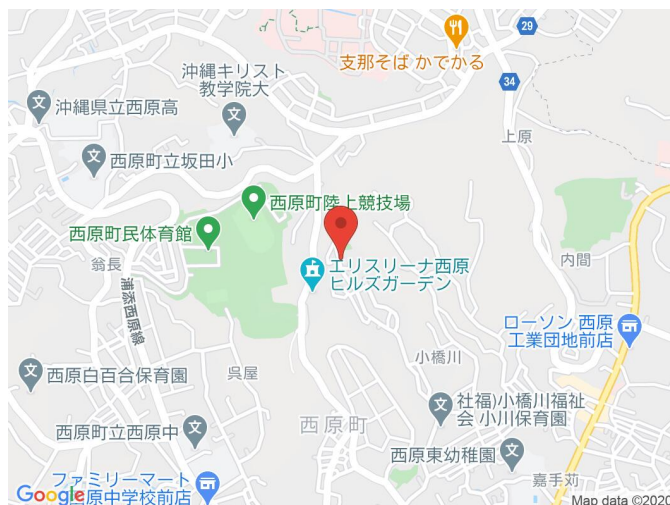 29
支那そば かでかる
沖縄キリスト
教学院大
34
沖縄県立西原高
上原
西原町立坂田小
西原町陸上競技場
西原町民体育館
翁長
内間
エリスリーナ西原
ヒルズガーデン
浦添西原線
ローソン 西原
工業団地前店
小橋川
西原白百合保育園
呉屋
社福)小橋川福祉
会 小川保育園
西原町
西原町立西原中
西原東幼稚園
嘉手苅
ファミリーマート
西原中学校前店
Google
Map data ©2020